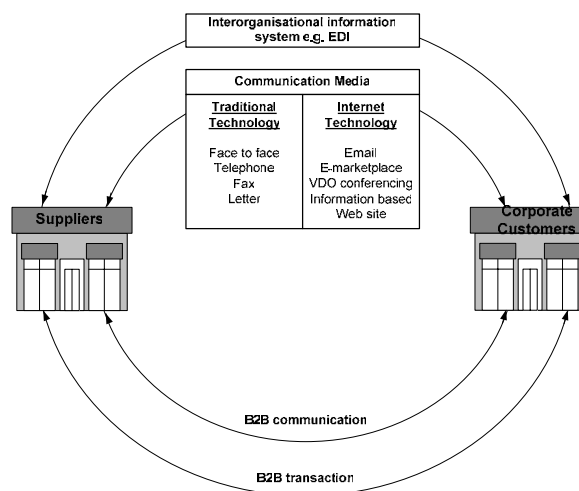 Interorganisational information
system e.g. EDI
Communication Media
Traditional
Technology
Face to face
Telephone
Fax
Letter
Internet
Technology
Email
E-marketplace
VDO conferencing
Information based
Web site
Suppliers
Corporate
Customers
B2B communication
B2B transaction